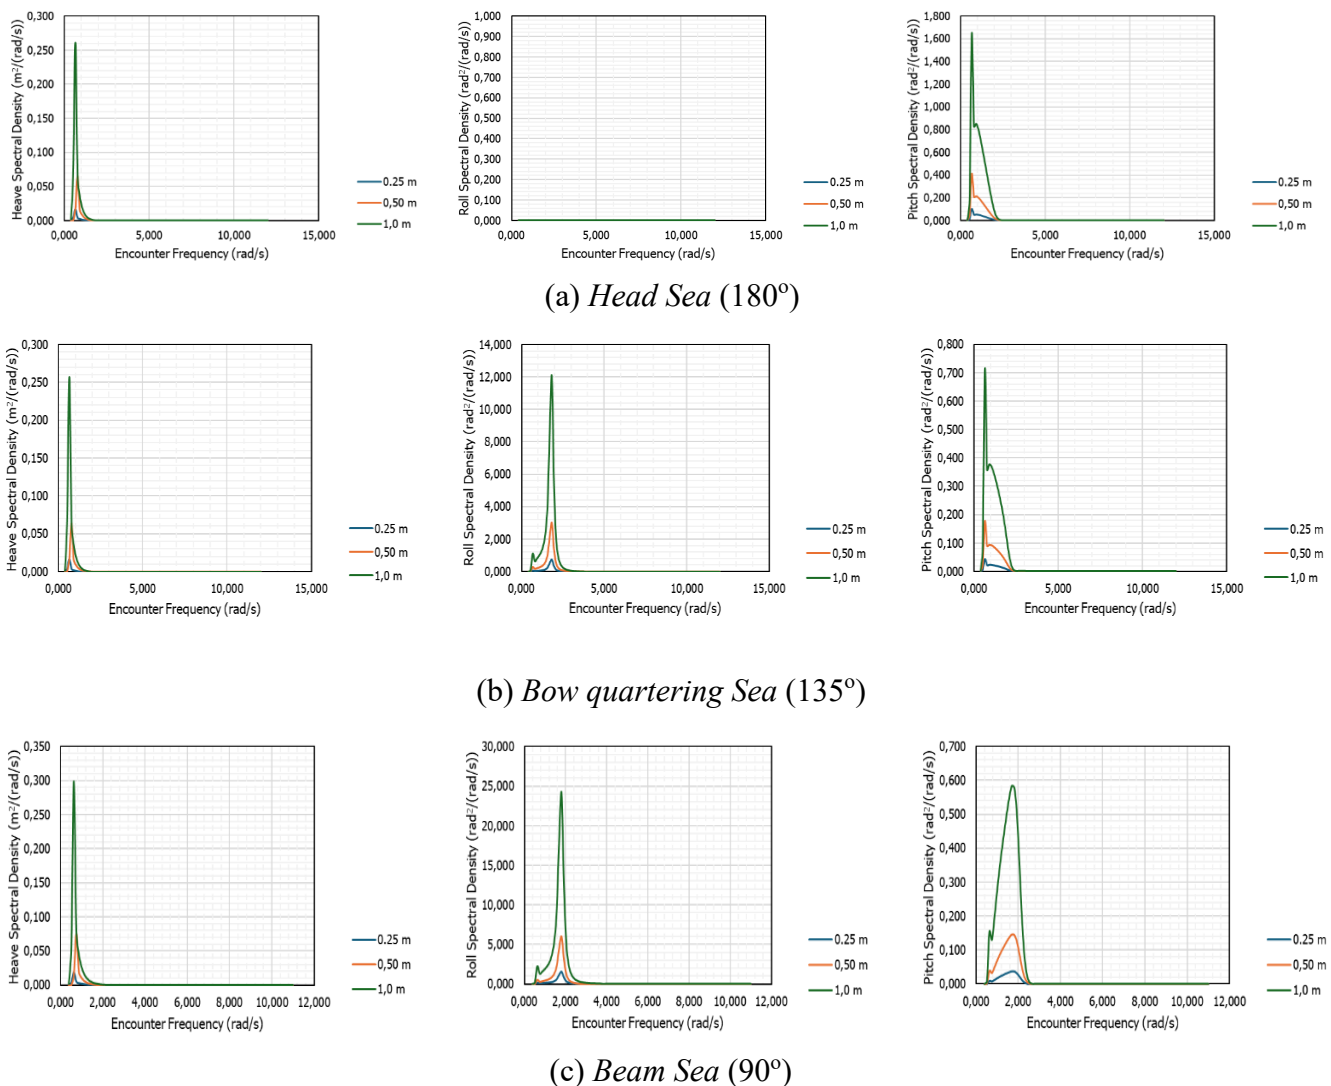 Heave Spectral Density (m²/(rad/s))
0,300
0,250
0,200
0,150
0,100
0,050
0,000
0,000 5,000 10,000 15,000
Encounter Frequency (rad/s)
0.25 m
0,50 m
1,0 m
Roll Spectral Density (rad²/(rad/s))
1,000
0,900
0,800
0,700
0,600
0,500
0,400
0,300
0,200
0,100
0,000
0,000 5,000 10,000 15,000
Encounter Frequency (rad/s)
0.25 m
0,50 m
1,0 m
Pitch Spectral Density (rad²/(rad/s))
1,800
1,600
1,400
1,200
1,000
0,800
0,600
0,400
0,200
0,000
0,000 5,000 10,000 15,000
Encounter Frequency (rad/s)
0.25 m
0,50 m
1,0 m
(a) Head Sea (180º)
Heave Spectral Density (m²/(rad/s))
0,300
0,250
0,200
0,150
0,100
0,050
0,000
0,000 5,000 10,000 15,000
Encounter Frequency (rad/s)
0.25 m
0,50 m
1,0 m
Roll Spectral Density (rad²/(rad/s))
14,000
12,000
10,000
8,000
6,000
4,000
2,000
0,000
0,000 5,000 10,000 15,000
Encounter Frequency (rad/s)
0.25 m
0,50 m
1,0 m
Pitch Spectral Density (rad²/(rad/s))
0,800
0,700
0,600
0,500
0,400
0,300
0,200
0,100
0,000
0,000 5,000 10,000 15,000
Encounter Frequency (rad/s)
0.25 m
0,50 m
1,0 m
(b) Bow quartering Sea (135º)
Heave Spectral Density (m²/(rad/s))
0,350
0,300
0,250
0,200
0,150
0,100
0,050
0,000
0,000 2,000 4,000 6,000 8,000 10,000 12,000
Encounter Frequency (rad/s)
0.25 m
0,50 m
1,0 m
Roll Spectral Density (rad²/(rad/s))
30,000
25,000
20,000
15,000
10,000
5,000
0,000
0,000 2,000 4,000 6,000 8,000 10,000 12,000
Encounter Frequency (rad/s)
0.25 m
0,50 m
1,0 m
Pitch Spectral Density (rad²/(rad/s))
0,700
0,600
0,500
0,400
0,300
0,200
0,100
0,000
0,000 2,000 4,000 6,000 8,000 10,000 12,000
Encounter Frequency (rad/s)
0.25 m
0,50 m
1,0 m
(c) Beam Sea (90º)